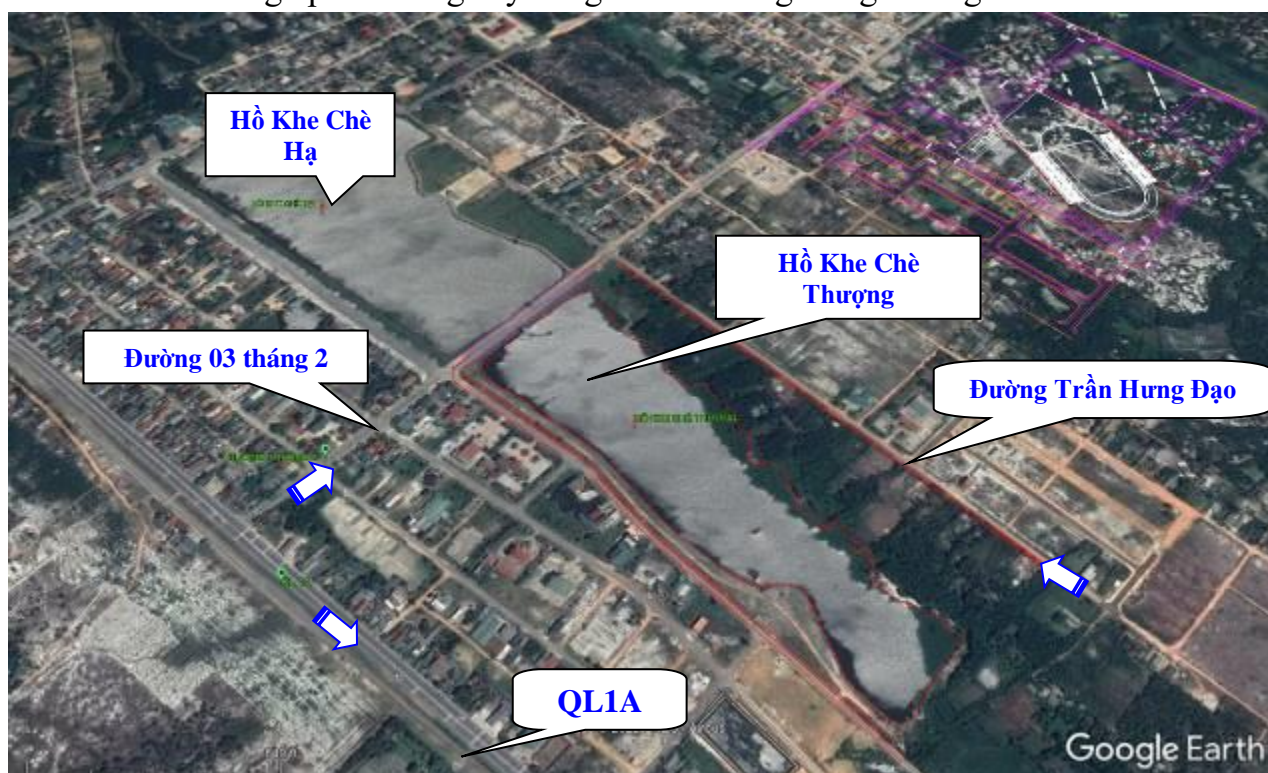 Hồ Khe Chè
Hạ
Hồ Khe Chè
Thượng
Đường 03 tháng 2
Đường Trần Hưng Đạo
QL1A
Google Earth